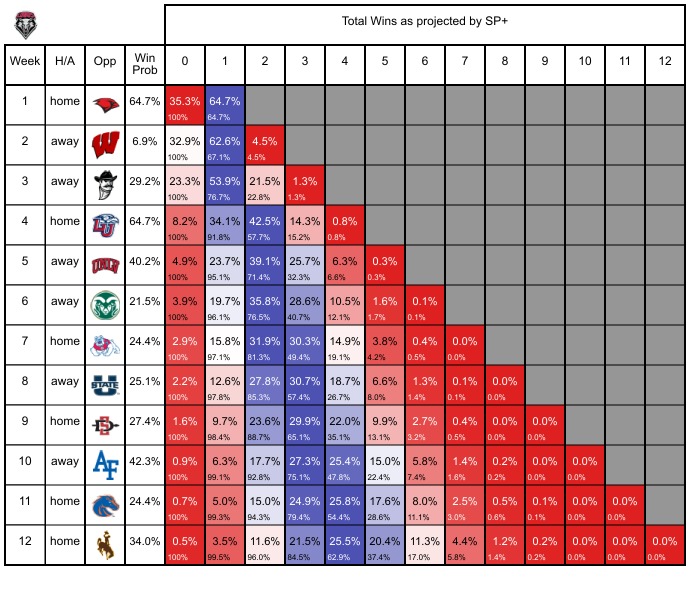 Total Wins as projected by SP+
Week H/A Opp Win Prob 0 1 2 3 4 5 6 7 8 9 10 11 12
1 home 64.7% 35.3% 64.7%
100% 64.7%
2 away W 6.9% 32.9% 62.6% 4.5%
100% 67.1% 4.5%
3 away 29.2% 23.3% 53.9% 21.5% 1.3%
100% 76.7% 22.8% 1.3%
4 home LU 64.7% 8.2% 34.1% 42.5% 14.3% 0.8%
100% 91.8% 57.7% 15.2% 0.8%
5 away UNLV 40.2% 4.9% 23.7% 39.1% 25.7% 6.3% 0.3%
100% 95.1% 71.4% 32.3% 6.6% 0.3%
6 away 21.5% 3.9% 19.7% 35.8% 28.6% 10.5% 1.6% 0.1%
100% 96.1% 76.5% 40.7% 12.1% 1.7% 0.1%
7 home 24.4% 2.9% 15.8% 31.9% 30.3% 14.9% 3.8% 0.4% 0.0%
100% 97.1% 81.3% 49.4% 19.1% 4.2% 0.5% 0.0%
8 away U STATE 25.1% 2.2% 12.6% 27.8% 30.7% 18.7% 6.6% 1.3% 0.1% 0.0%
100% 97.8% 85.3% 57.4% 26.7% 8.0% 1.4% 0.1% 0.0%
9 home SD 27.4% 1.6% 9.7% 23.6% 29.9% 22.0% 9.9% 2.7% 0.4% 0.0% 0.0%
100% 98.4% 88.7% 65.1% 35.1% 13.1% 3.2% 0.5% 0.0% 0.0%
10 away AF 42.3% 0.9% 6.3% 17.7% 27.3% 25.4% 15.0% 5.8% 1.4% 0.2% 0.0% 0.0%
100% 99.1% 92.8% 75.1% 47.8% 22.4% 7.4% 1.6% 0.2% 0.0% 0.0%
11 home 24.4% 0.7% 5.0% 15.0% 24.9% 25.8% 17.6% 8.0% 2.5% 0.5% 0.1% 0.0% 0.0%
100% 99.3% 94.3% 79.4% 54.4% 28.6% 11.1% 3.0% 0.6% 0.1% 0.0% 0.0%
12 home 34.0% 0.5% 3.5% 11.6% 21.5% 25.5% 20.4% 11.3% 4.4% 1.2% 0.2% 0.0% 0.0% 0.0%
100% 99.5% 96.0% 84.5% 62.9% 37.4% 17.0% 5.8% 1.4% 0.2% 0.0% 0.0% 0.0%